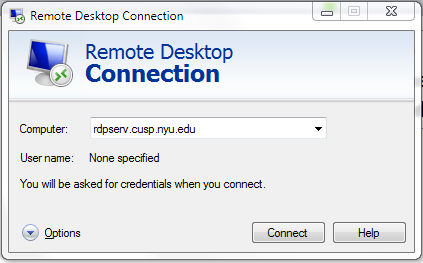 Remote Desktop Connection
Remote Desktop
Connection
Computer: rdpserv.cusp.nyu.edu
User name: None specified
You will be asked for credentials when you connect.
Options Connect Help